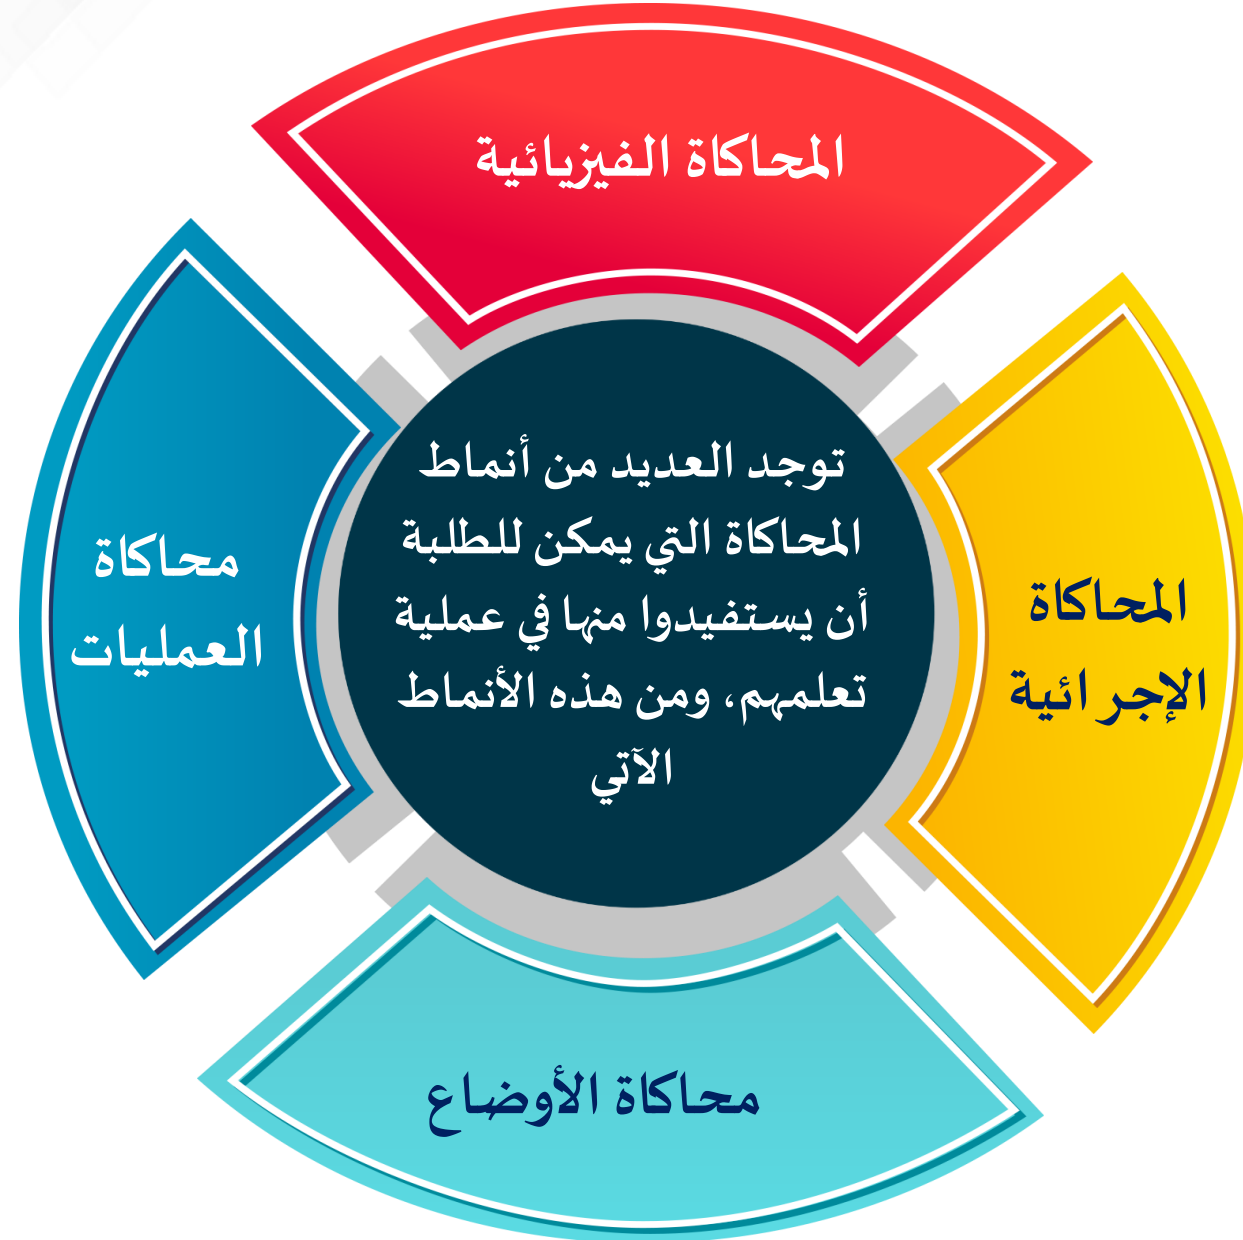 المحاكاة الفيزيائية
توجد العديد من أنماط
المحاكاة التي يمكن للطلبة
أن يستفيدوا منها في عملية
تعلمهم، ومن هذه الأنماط
الآتي
المحاكاة
الإجرائية
محاكاة
العمليات
محاكاة الأوضاع